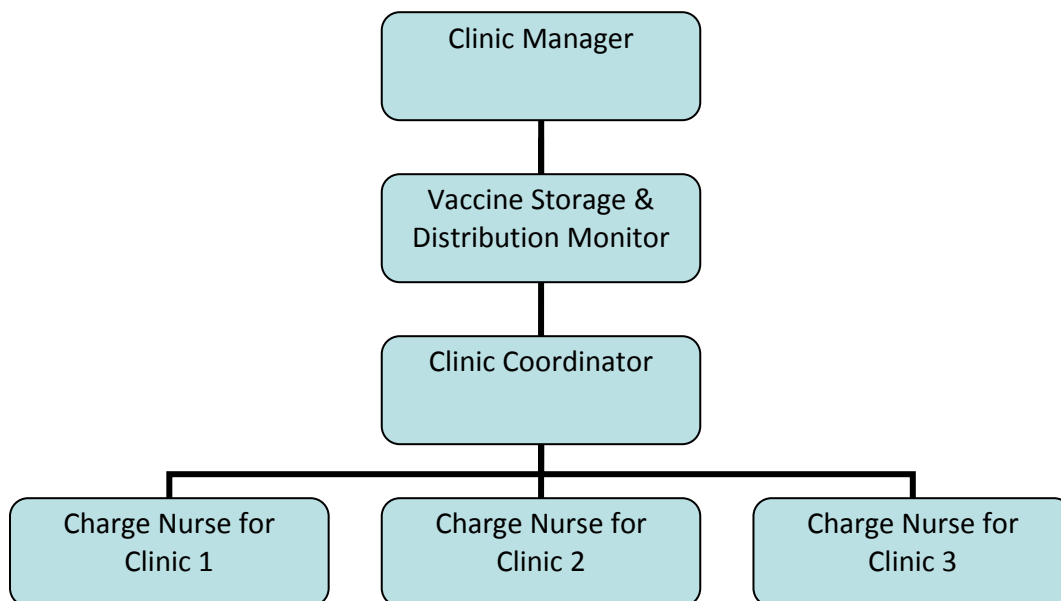 Clinic Manager
Vaccine Storage &
Distribution Monitor
Clinic Coordinator
Charge Nurse for
Clinic 1
Charge Nurse for
Clinic 2
Charge Nurse for
Clinic 3